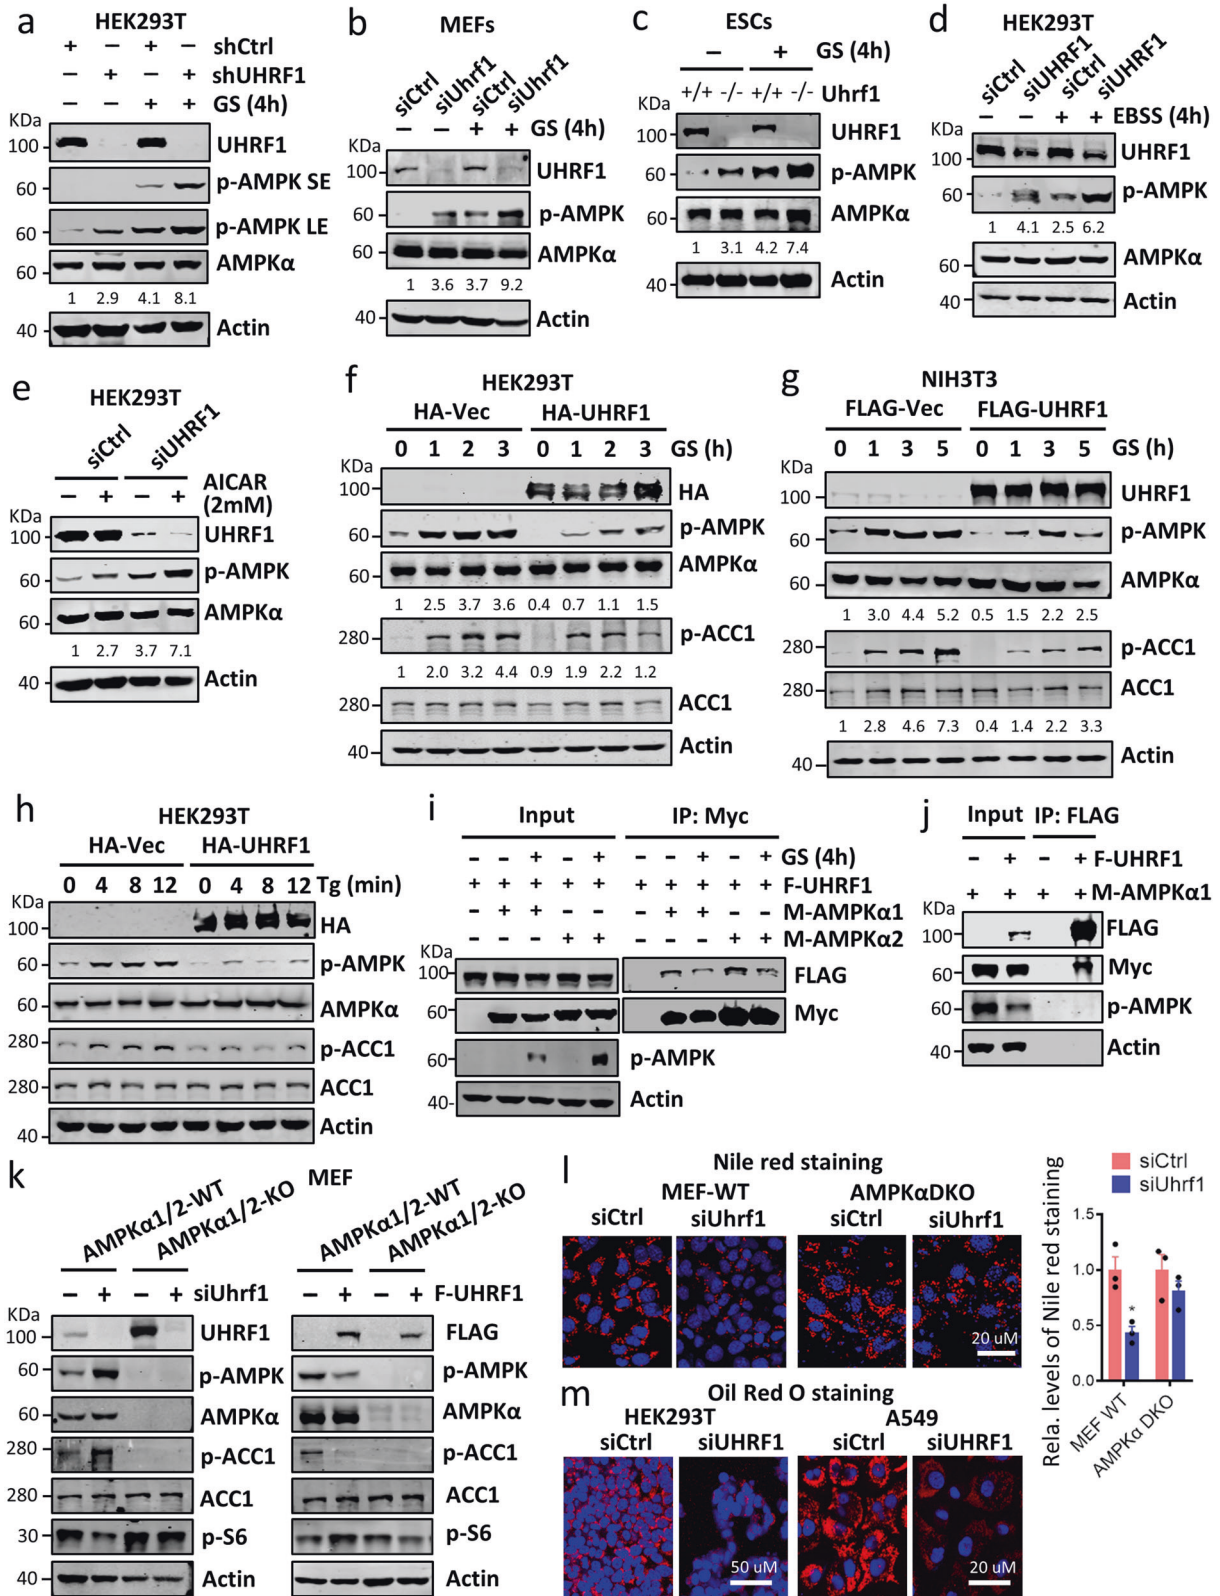 a
HEK293T
+ − + − shCtrl
− + − + shUHRF1
− − + + GS (4h)
KDa
100 UHRF1
60 p-AMPK SE
p-AMPK LE
60 AMPKα
1 2.9 4.1 8.1
40 Actin
b
MEFs
siCtrl siUhrf1 siCtrl siUhrf1
− − + + GS (4h)
KDa
100 UHRF1
60 p-AMPK
60 AMPKα
1 3.6 3.7 9.2
40 Actin
c
ESCs
− + GS (4h)
KDa +/+ -/- +/+ -/- Uhrf1
100 UHRF1
60 p-AMPK
60 AMPKα
1 3.1 4.2 7.4
40 Actin
d
HEK293T
siCtrl siUHRF1 siCtrl siUHRF1
− − + + EBSS (4h)
KDa
100 UHRF1
60 p-AMPK
1 4.1 2.5 6.2
60 AMPKα
40 Actin
e
HEK293T
siCtrl siUHRF1
− + − + AICAR
(2mM)
KDa
100 UHRF1
60 p-AMPK
60 AMPKα
1 2.7 3.7 7.1
40 Actin
f
HEK293T
HA-Vec HA-UHRF1
0 1 2 3 0 1 2 3 GS (h)
KDa
100 HA
60 p-AMPK
60 AMPKα
1 2.5 3.7 3.6 0.4 0.7 1.1 1.5
280 p-ACC1
1 2.0 3.2 4.4 0.9 1.9 2.2 1.2
280 ACC1
40 Actin
g
NIH3T3
FLAG-Vec FLAG-UHRF1
0 1 3 5 0 1 3 5 GS (h)
KDa
100 UHRF1
60 p-AMPK
60 AMPKα
1 3.0 4.4 5.2 0.5 1.5 2.2 2.5
280 p-ACC1
280 ACC1
1 2.8 4.6 7.3 0.4 1.4 2.2 3.3
40 Actin
h
HEK293T
HA-Vec HA-UHRF1
0 4 8 12 0 4 8 12 Tg (min)
KDa
100 HA
60 p-AMPK
60 AMPKα
280 p-ACC1
280 ACC1
40 Actin
i
Input IP: Myc
− − + − + − − + − + GS (4h)
+ + + + + + + + + + F-UHRF1
− + + − − − + + − − M-AMPKα1
− − − + + − − − + + M-AMPKα2
KDa
100 FLAG
60 Myc
60 p-AMPK
40- Actin
j
Input IP: FLAG
− + − + F-UHRF1
+ + + + M-AMPKα1
KDa
100 FLAG
60 Myc
60 p-AMPK
40 Actin
k
MEF
AMPKα1/2-WT AMPKα1/2-KO AMPKα1/2-WT AMPKα1/2-KO
− + − + siUhrf1 − + − + F-UHRF1
KDa
100 UHRF1 FLAG
60 p-AMPK p-AMPK
60 AMPKα AMPKα
280 p-ACC1 p-ACC1
280 ACC1 ACC1
30 p-S6 p-S6
40 Actin Actin
l
Nile red staining
MEF-WT AMPKαDKO
siCtrl siUhrf1 siCtrl siUhrf1
20 uM
siCtrl
siUhrf1
Rela. levels of Nile red staining
1.5
1.0
0.5
0.0
*
MEF WT
AMPKα DKO
m
Oil Red O staining
HEK293T A549
siCtrl siUHRF1 siCtrl siUHRF1
50 uM 20 uM